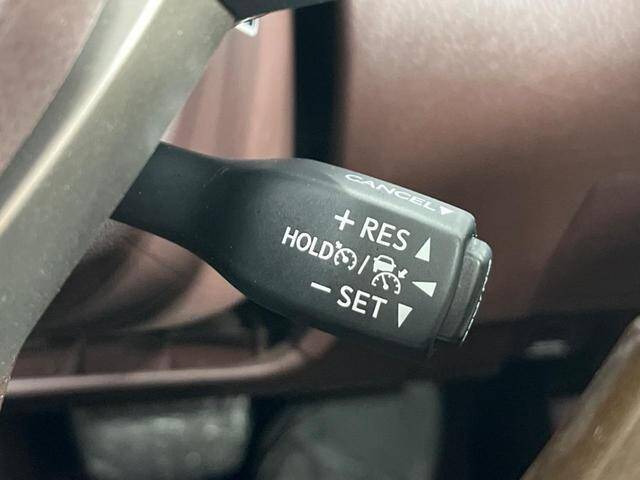 CANCEL▼
+ RES ▲
HOLD / ◀
− SET ▼